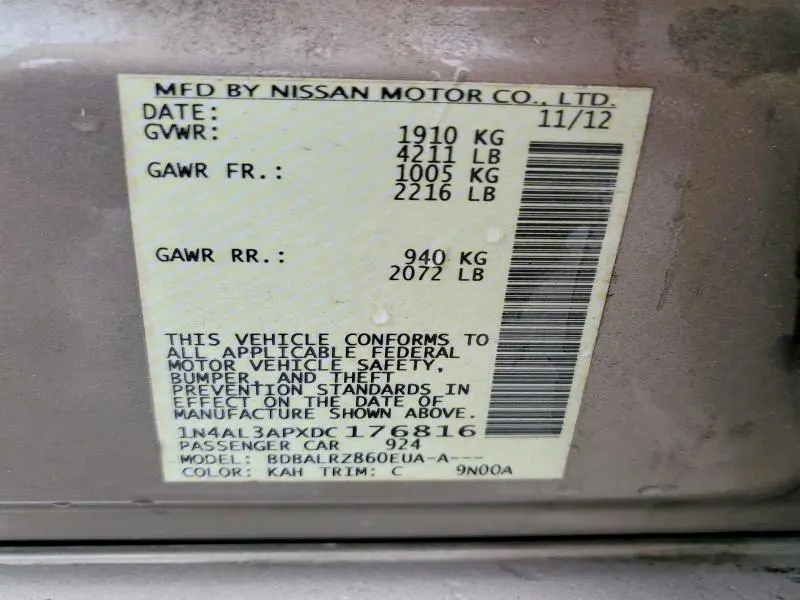 MFD BY NISSAN MOTOR CO., LTD.
DATE: 11/12
GVWR: 1910 KG
4211 LB
GAWR FR.: 1005 KG
2216 LB
GAWR RR.: 940 KG
2072 LB
THIS VEHICLE CONFORMS TO
ALL APPLICABLE FEDERAL
MOTOR VEHICLE SAFETY,
BUMPER, AND THEFT
PREVENTION STANDARDS IN
EFFECT ON THE DATE OF
MANUFACTURE SHOWN ABOVE.
1N4AL3APXDC176816
PASSENGER CAR 924
MODEL: BDBALRZ860EUA-A---
COLOR: KAH TRIM: C 9N00A